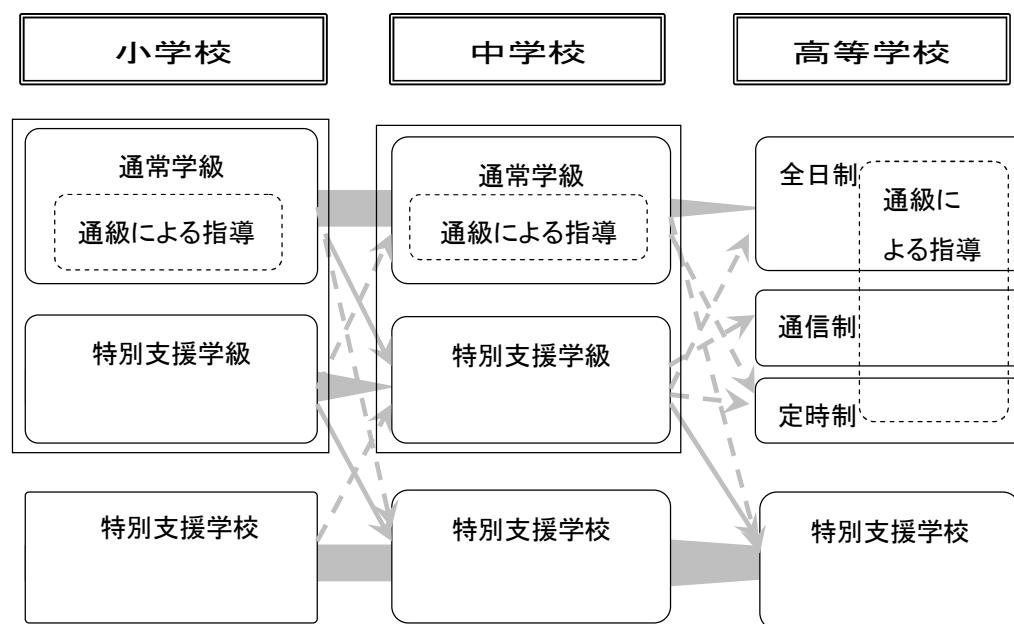 小学校
中学校
高等学校
通常学級
通級による指導
特別支援学級
特別支援学校
通常学級
通級による指導
特別支援学級
特別支援学校
全日制
通級に
よる指導
通信制
定時制
特別支援学校